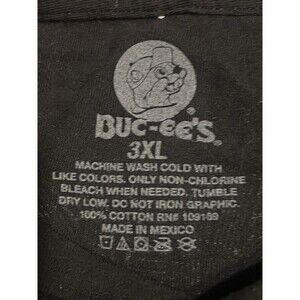 BUC-EE'S®
3XL
MACHINE WASH COLD WITH
LIKE COLORS. ONLY NON-CHLORINE
BLEACH WHEN NEEDED. TUMBLE
DRY LOW. DO NOT IRON GRAPHIC.
100% COTTON RN# 109169
MADE IN MEXICO